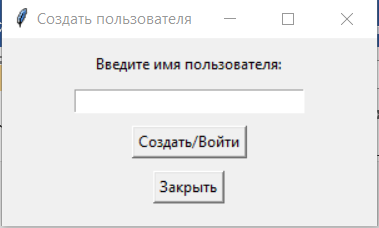 Создать пользователя
Введите имя пользователя:
Создать/Войти
Закрыть